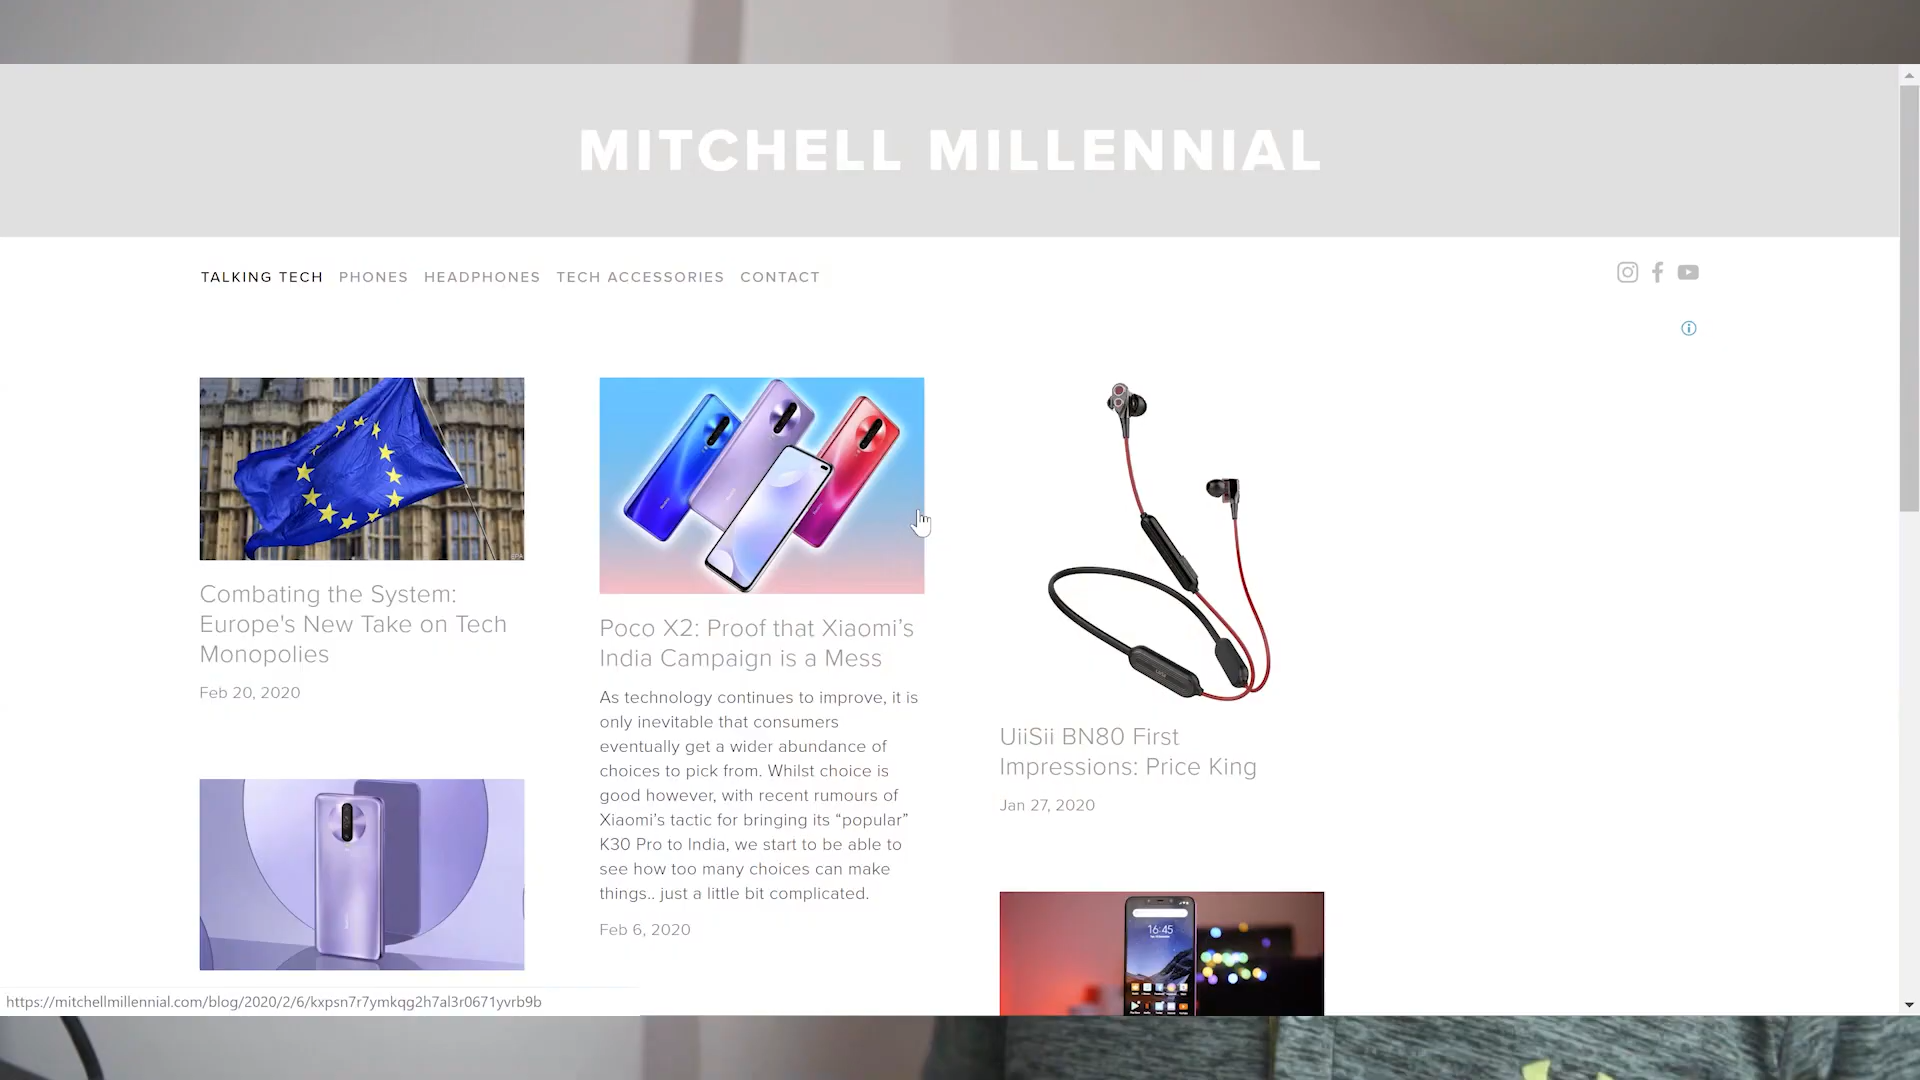 MITCHELL MILLENNIAL
TALKING TECH PHONES HEADPHONES TECH ACCESSORIES CONTACT
EPA
Combating the System:
Europe's New Take on Tech
Monopolies
Feb 20, 2020
Poco X2: Proof that Xiaomi’s
India Campaign is a Mess
As technology continues to improve, it is
only inevitable that consumers
eventually get a wider abundance of
choices to pick from. Whilst choice is
good however, with recent rumours of
Xiaomi’s tactic for bringing its “popular”
K30 Pro to India, we start to be able to
see how too many choices can make
things.. just a little bit complicated.
Feb 6, 2020
UiiSii BN80 First
Impressions: Price King
Jan 27, 2020
16:45
https://mitchellmillennial.com/blog/2020/2/6/kxpsn7r7ymkqg2h7al3r0671yvrb9b